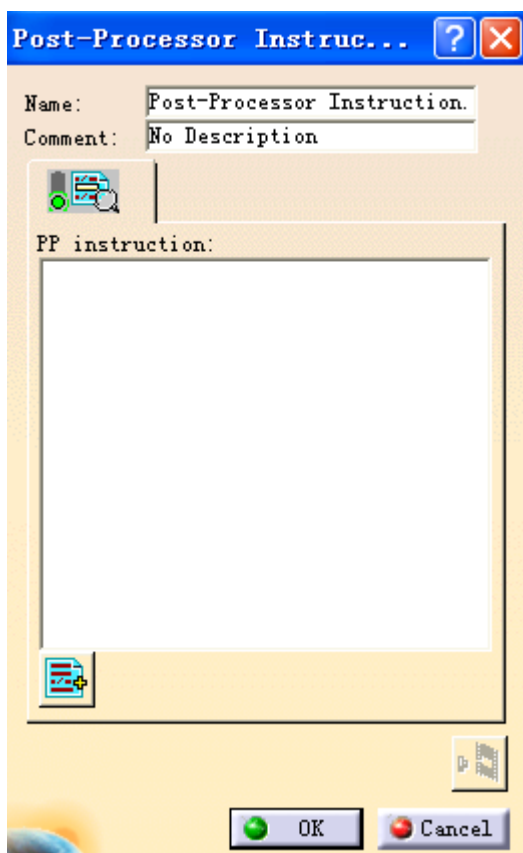 Post-Processor Instruc...
Name: Post-Processor Instruction.
Comment: No Description
PP instruction:
OK Cancel